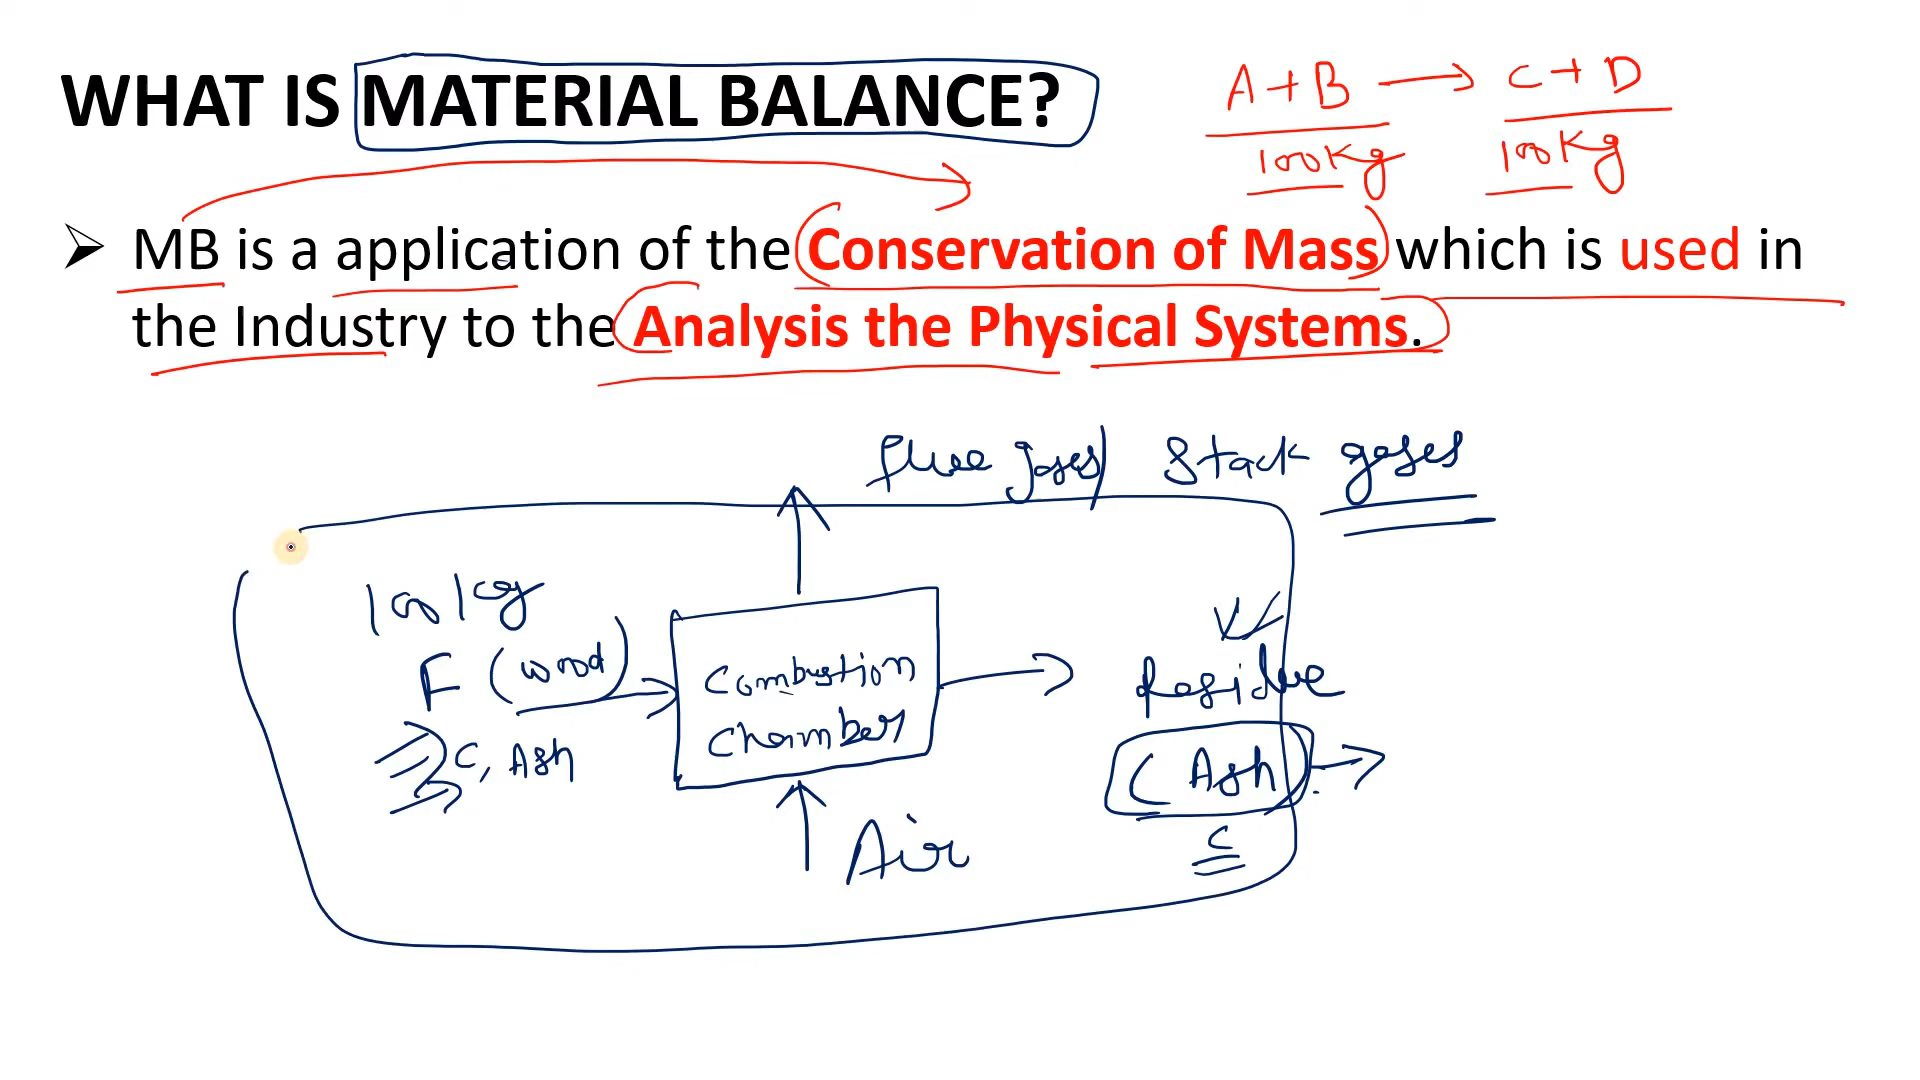 WHAT IS MATERIAL BALANCE?
A + B → C + D
100Kg 100Kg
➤ MB is a application of the Conservation of Mass which is used in
the Industry to the Analysis the Physical Systems.
flue gases/ Stack gases
100kg
F (wood)
C, Ash
Combustion
Chamber
Residue
(Ash)
C
Air